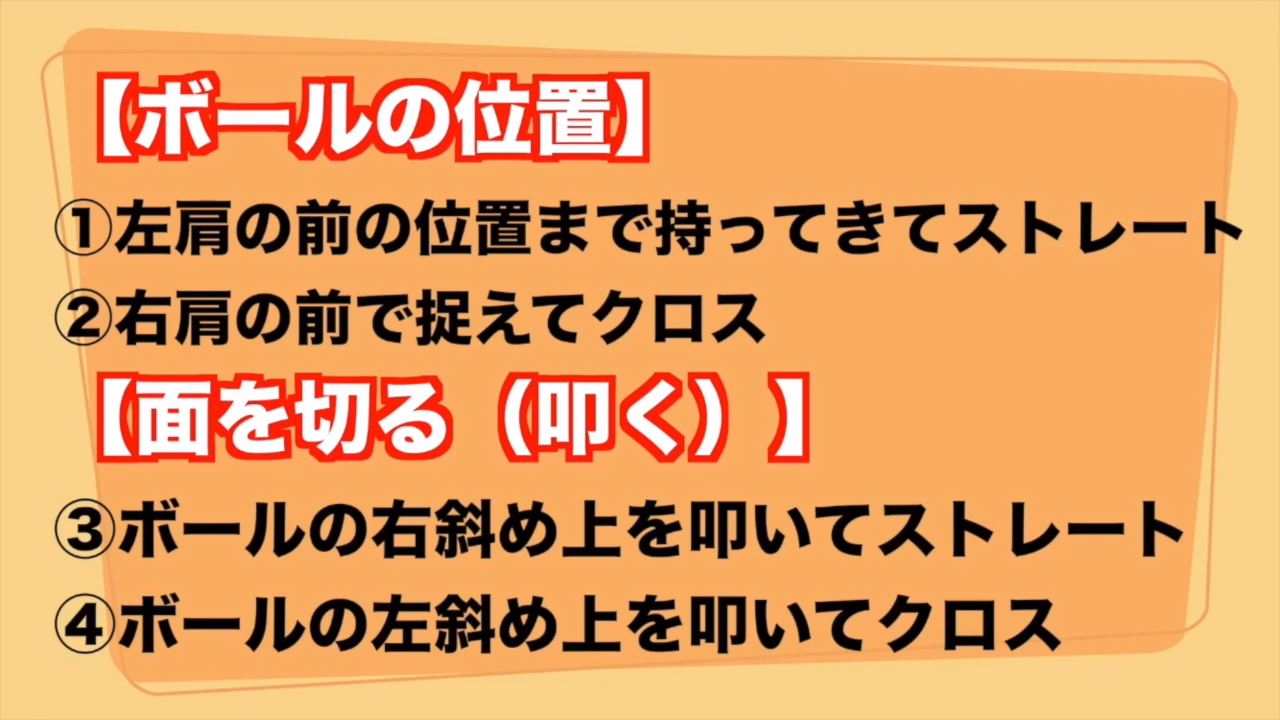 【ボールの位置】
①左肩の前の位置まで持ってきてストレート
②右肩の前で捉えてクロス
【面を切る（叩く）】
③ボールの右斜め上を叩いてストレート
④ボールの左斜め上を叩いてクロス